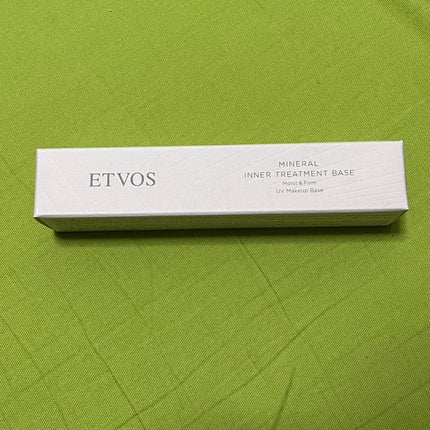 ETVOS
MINERAL
INNER TREATMENT BASE
Moist & Firm
UV Makeup Base